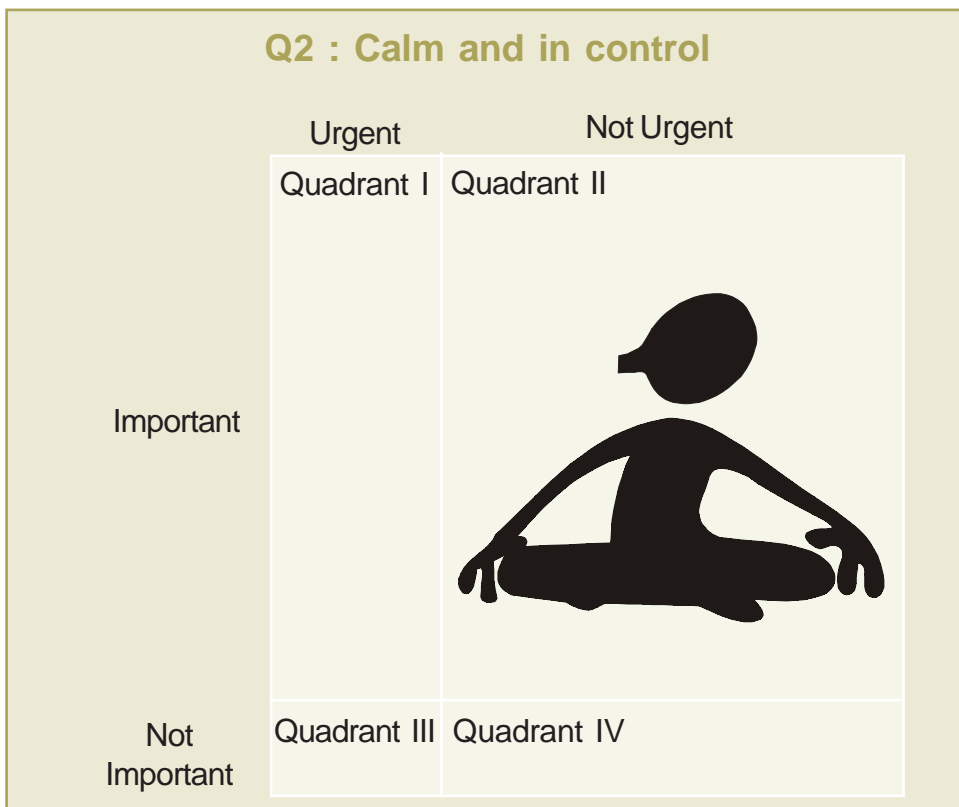 Q2 : Calm and in control
Urgent
Not Urgent
Quadrant I
Quadrant II
Important
Not
Important
Quadrant III
Quadrant IV